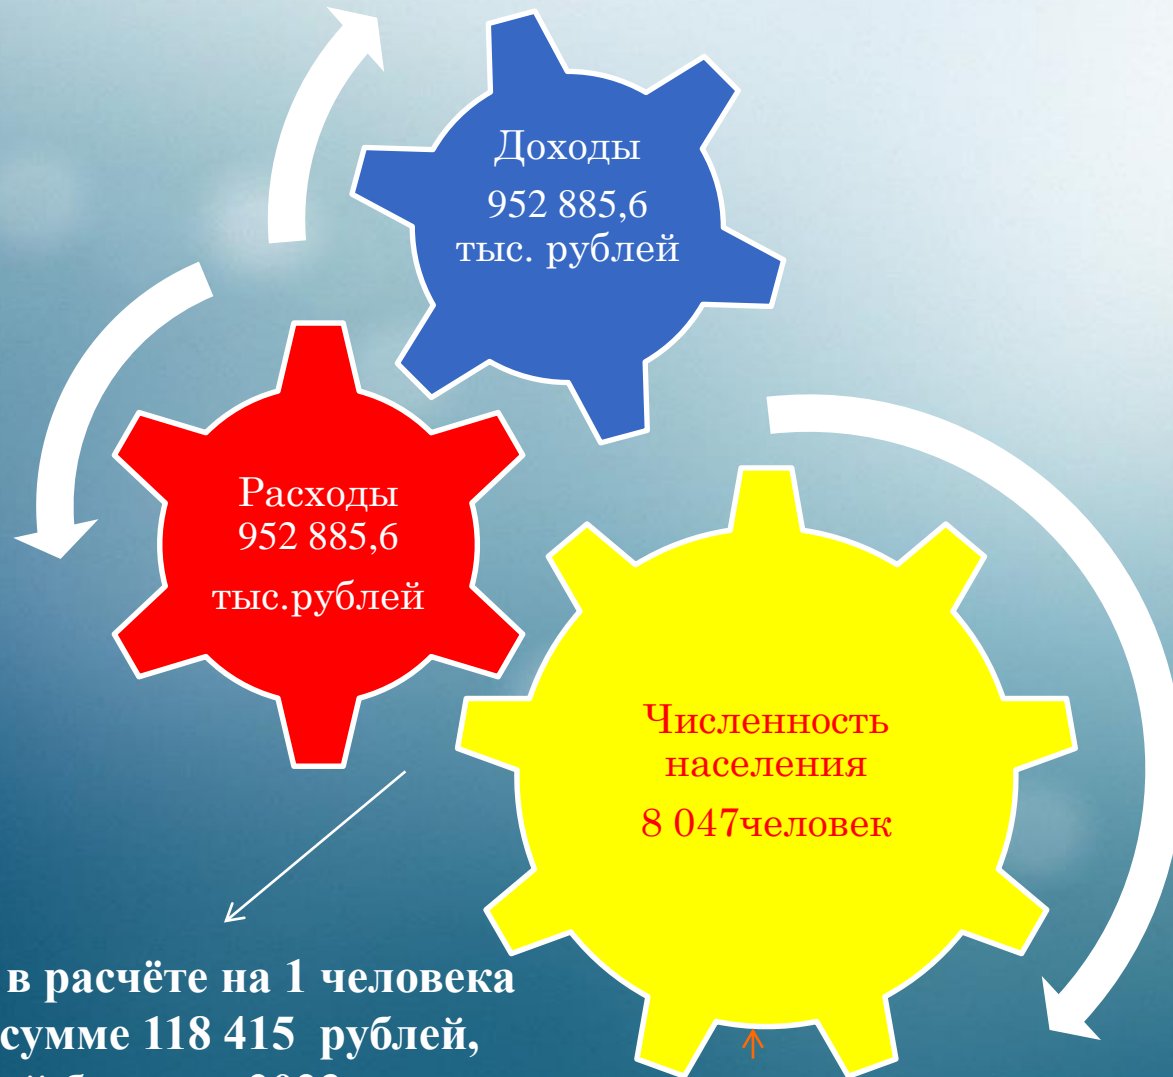 Доходы
952 885,6
тыс. рублей
Расходы
952 885,6
тыс.рублей
Численность
населения
8 047человек
в расчёте на 1 человека
сумме 118 415 рублей,